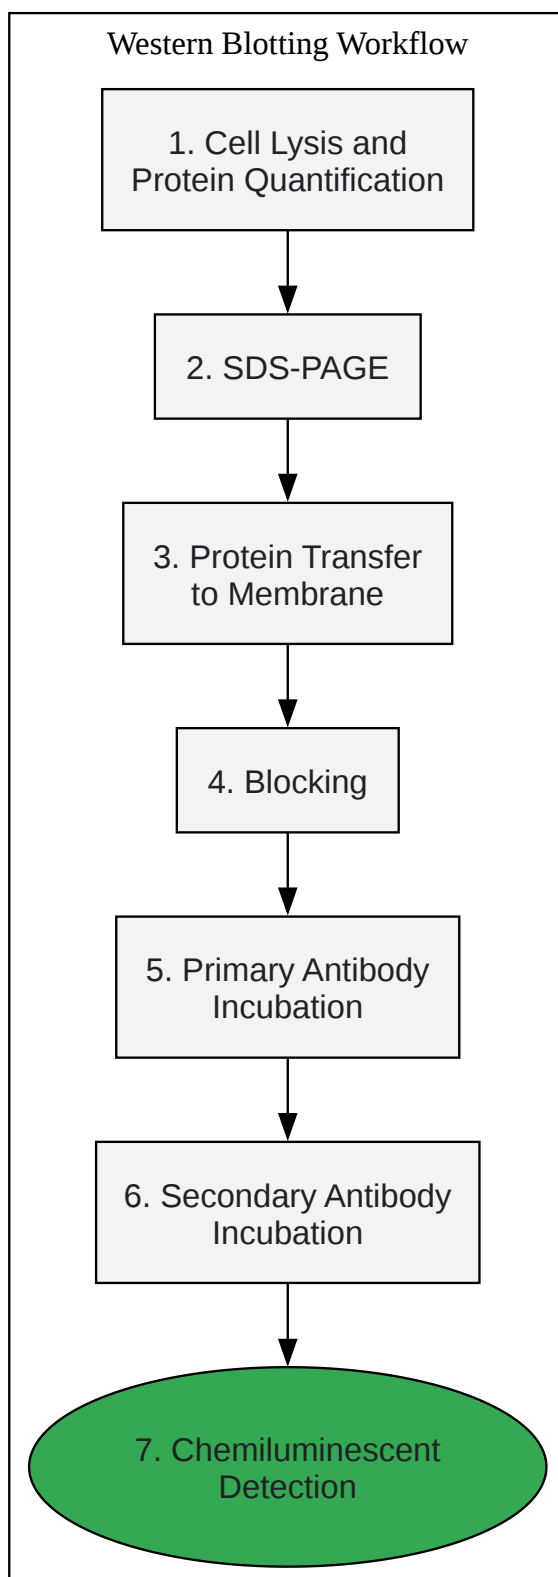 Western Blotting Workflow
1. Cell Lysis and
Protein Quantification
2. SDS-PAGE
3. Protein Transfer
to Membrane
4. Blocking
5. Primary Antibody
Incubation
6. Secondary Antibody
Incubation
7. Chemiluminescent
Detection